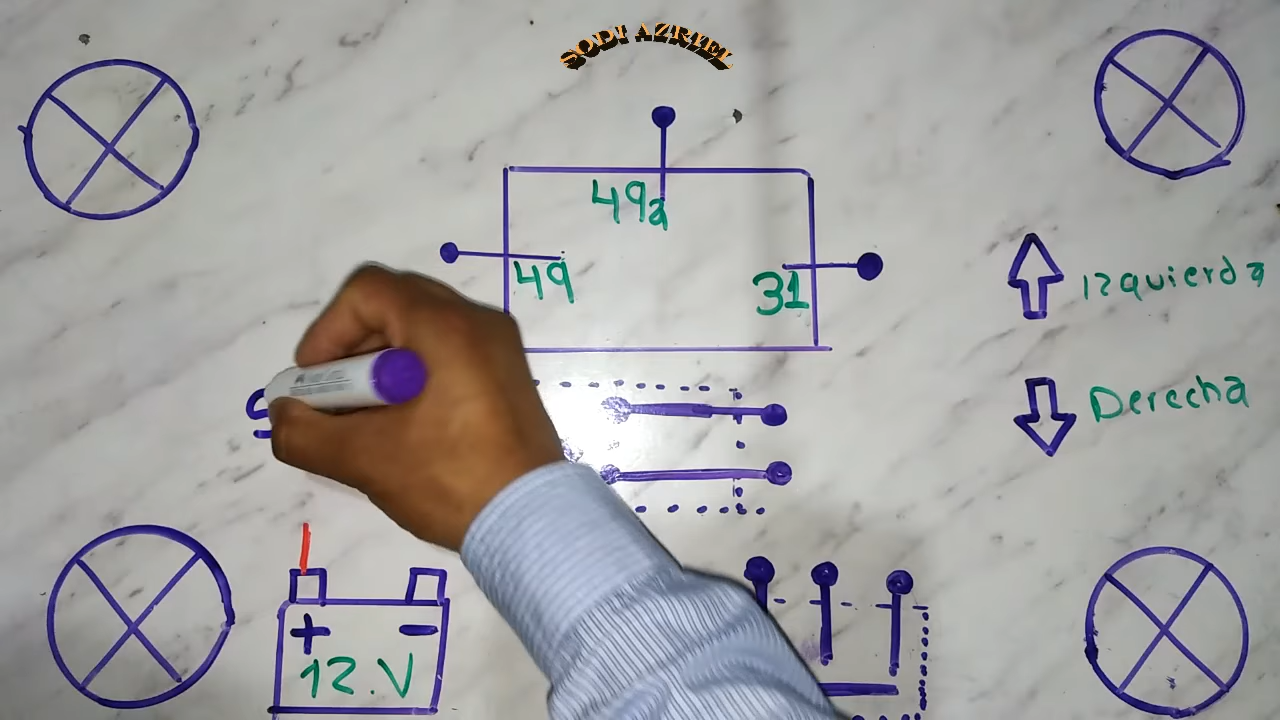 SODI AZRIEL
49a
49
31
Izquierda
Derecha
+ -
12.V